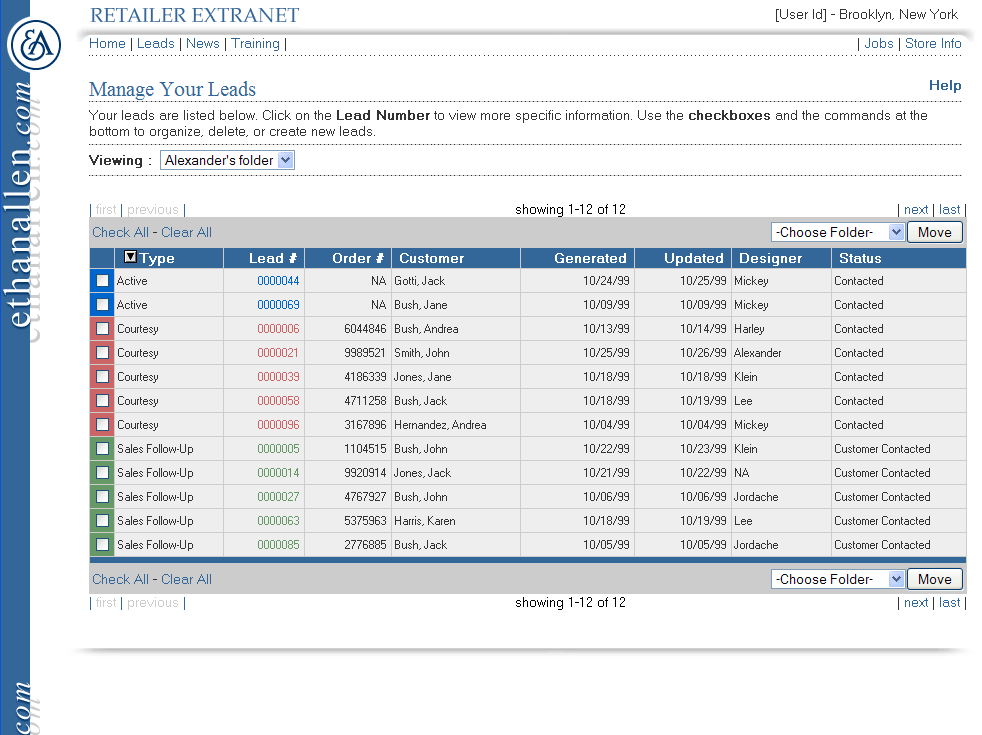 RETAILER EXTRANET
[User Id] - Brooklyn, New York
EA
Home | Leads | News | Training |
| Jobs | Store Info
ethanallen.com
Manage Your Leads
Help
Your leads are listed below. Click on the Lead Number to view more specific information. Use the checkboxes and the commands at the
bottom to organize, delete, or create new leads.
Viewing : Alexander's folder
| first | previous | showing 1-12 of 12 | next | last |
Check All - Clear All -Choose Folder- Move
Type Lead # Order # Customer Generated Updated Designer Status
Active 0000044 NA Gotti, Jack 10/24/99 10/25/99 Mickey Contacted
Active 0000069 NA Bush, Jane 10/09/99 10/09/99 Mickey Contacted
Courtesy 0000006 6044846 Bush, Andrea 10/13/99 10/14/99 Harley Contacted
Courtesy 0000021 9989521 Smith, John 10/25/99 10/26/99 Alexander Contacted
Courtesy 0000039 4186339 Jones, Jane 10/18/99 10/18/99 Klein Contacted
Courtesy 0000058 4711258 Bush, Jack 10/18/99 10/19/99 Lee Contacted
Courtesy 0000096 3167896 Hernandez, Andrea 10/04/99 10/04/99 Mickey Contacted
Sales Follow-Up 0000005 1104515 Bush, John 10/22/99 10/23/99 Klein Customer Contacted
Sales Follow-Up 0000014 9920914 Jones, Jack 10/21/99 10/22/99 NA Customer Contacted
Sales Follow-Up 0000027 4767927 Bush, John 10/06/99 10/06/99 Jordache Customer Contacted
Sales Follow-Up 0000063 5375963 Harris, Karen 10/18/99 10/19/99 Lee Customer Contacted
Sales Follow-Up 0000085 2776885 Bush, Jack 10/05/99 10/05/99 Jordache Customer Contacted
Check All - Clear All -Choose Folder- Move
| first | previous | showing 1-12 of 12 | next | last |
com